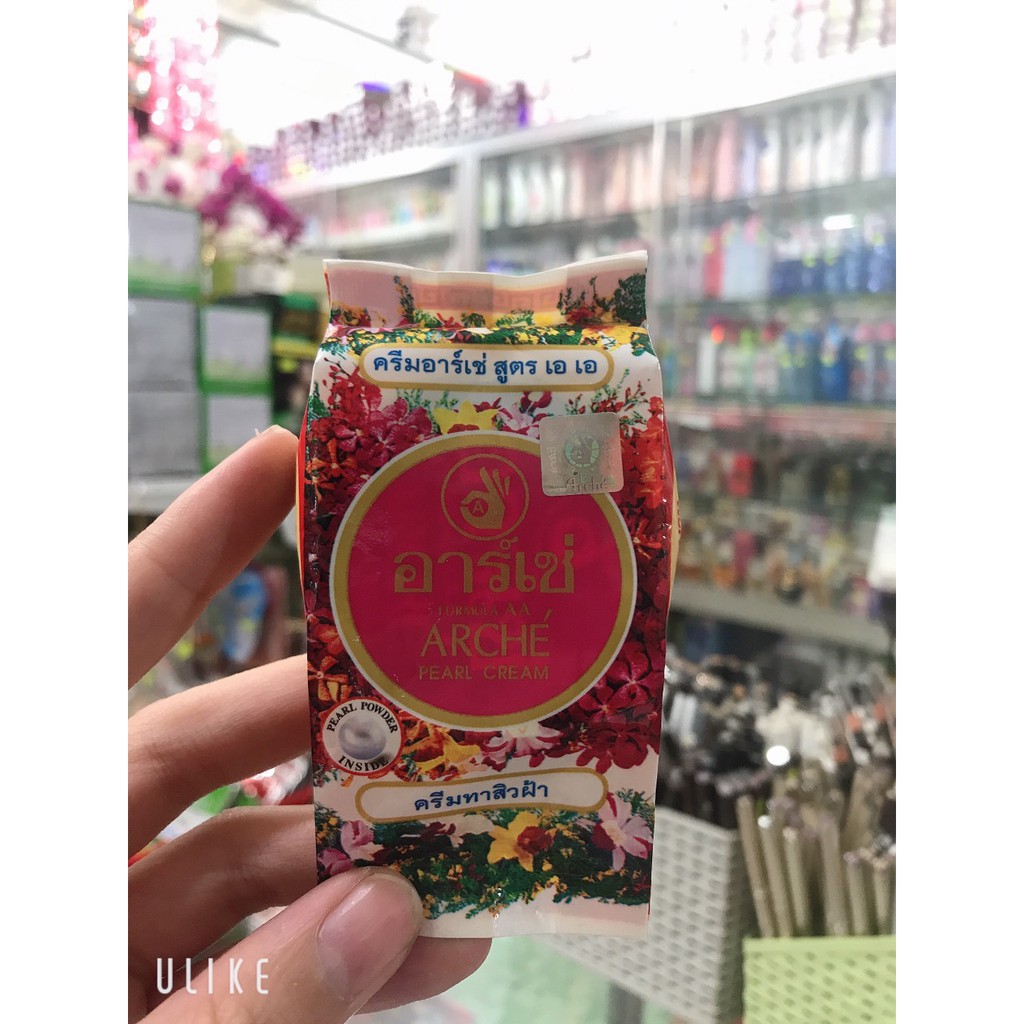 ครีมอาร์เช่ สูตร เอ เอ
Arché
A
อาร์เช่
FORMULA AA
ARCHÉ
PEARL CREAM
PEARL POWDER
INSIDE
ครีมทาสิวฝ้า
ULIKE